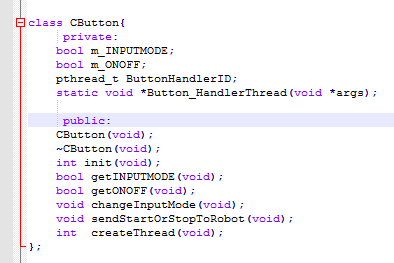 class CButton{
private:
bool m_INPUTMODE;
bool m_ONOFF;
pthread_t ButtonHandlerID;
static void *Button_HandlerThread(void *args);
public:
CButton(void);
~CButton(void);
int init(void);
bool getINPUTMODE(void);
bool getONOFF(void);
void changeInputMode(void);
void sendStartOrStopToRobot(void);
int  createThread(void);
};